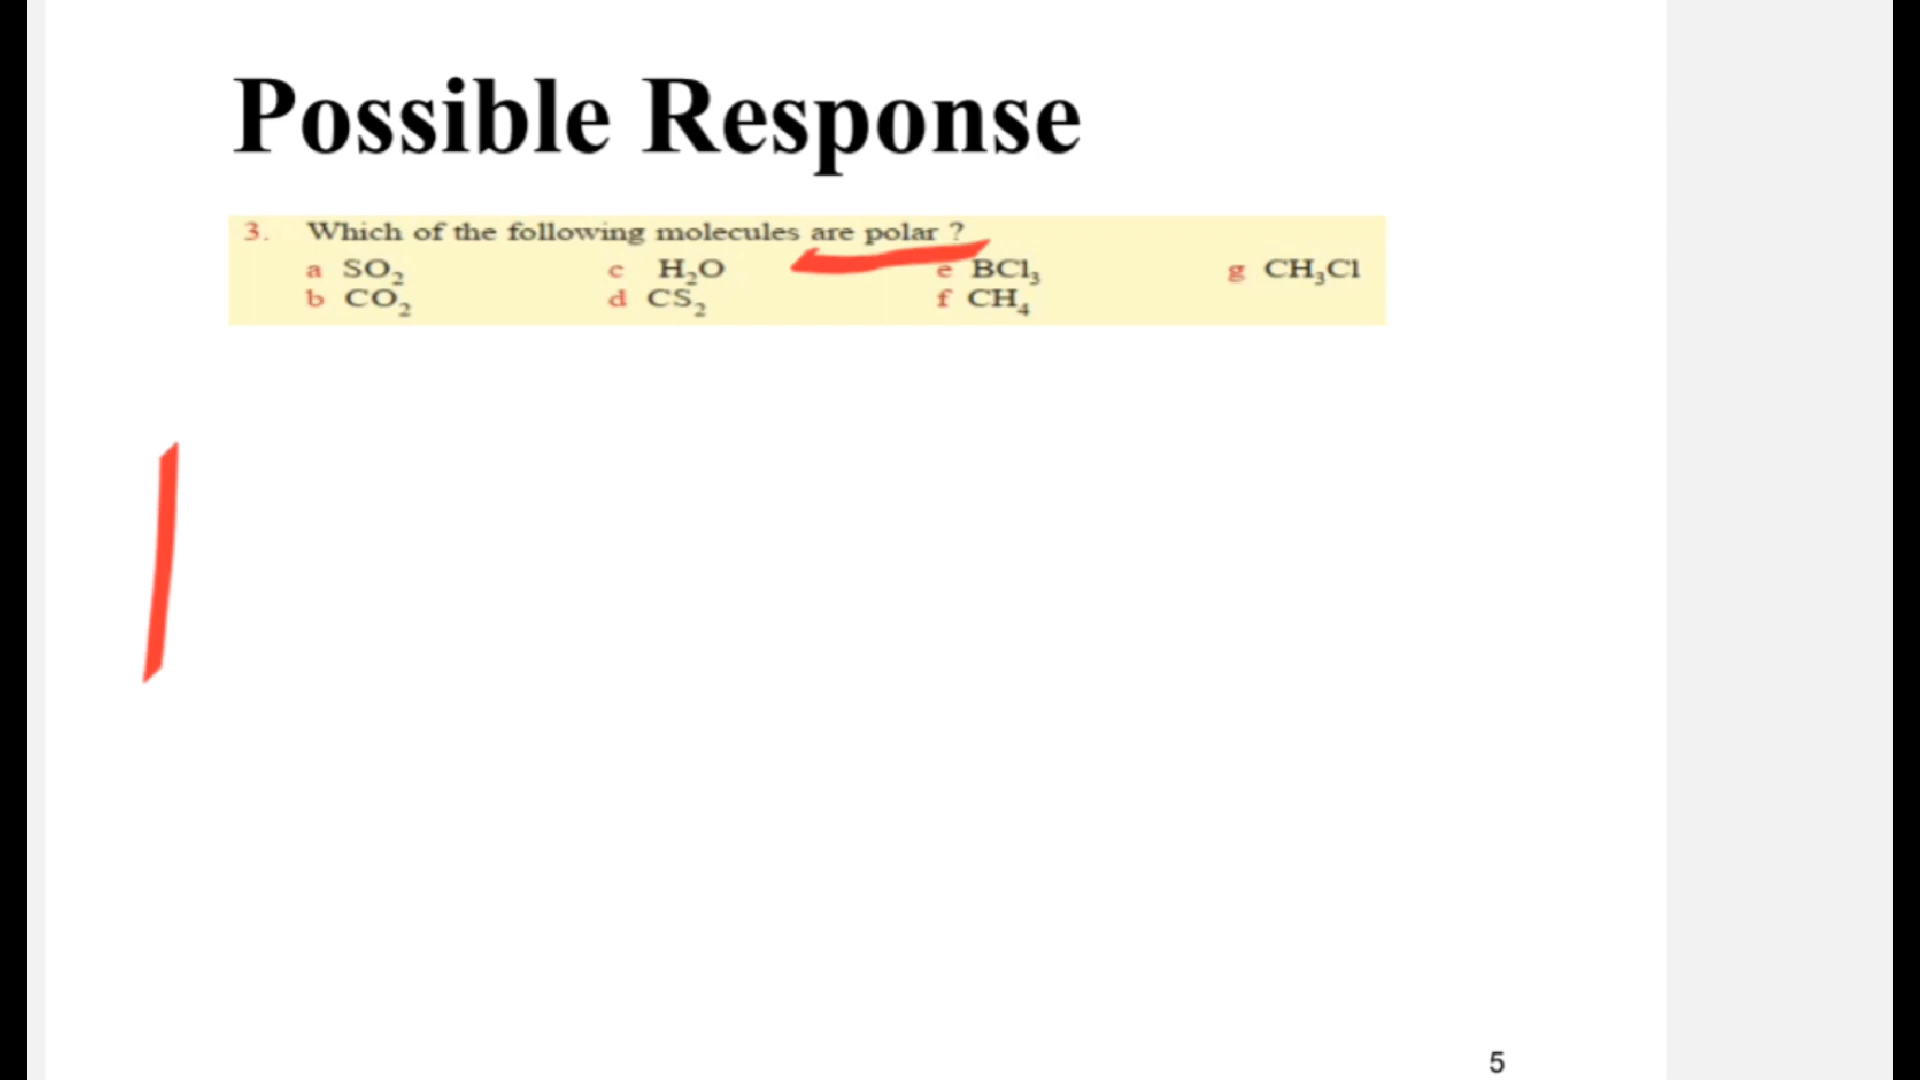 Possible Response
3. Which of the following molecules are polar ?
a SO₂ c H₂O e BCl₃ g CH₃Cl
b CO₂ d CS₂ f CH₄
5